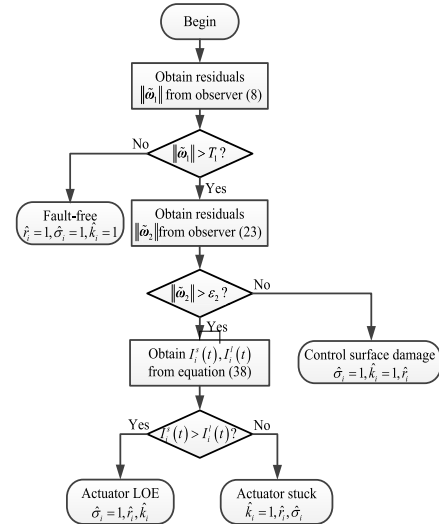 Begin
Obtain residuals
‖ω̃₁‖ from observer (8)
‖ω̃₁‖ > T₁ ?
No
Yes
Fault-free
r̂ᵢ = 1, σ̂ᵢ = 1, k̂ᵢ = 1
Obtain residuals
‖ω̃₂‖ from observer (23)
‖ω̃₂‖ > ε₂ ?
No
Yes
Control surface damage
σ̂ᵢ = 1, k̂ᵢ = 1, r̂ᵢ
Obtain Iᵢˢ(t), Iᵢˡ(t)
from equation (38)
Iᵢˢ(t) > Iᵢˡ(t)?
Yes
No
Actuator LOE
σ̂ᵢ = 1, r̂ᵢ, k̂ᵢ
Actuator stuck
k̂ᵢ = 1, r̂ᵢ, σ̂ᵢ